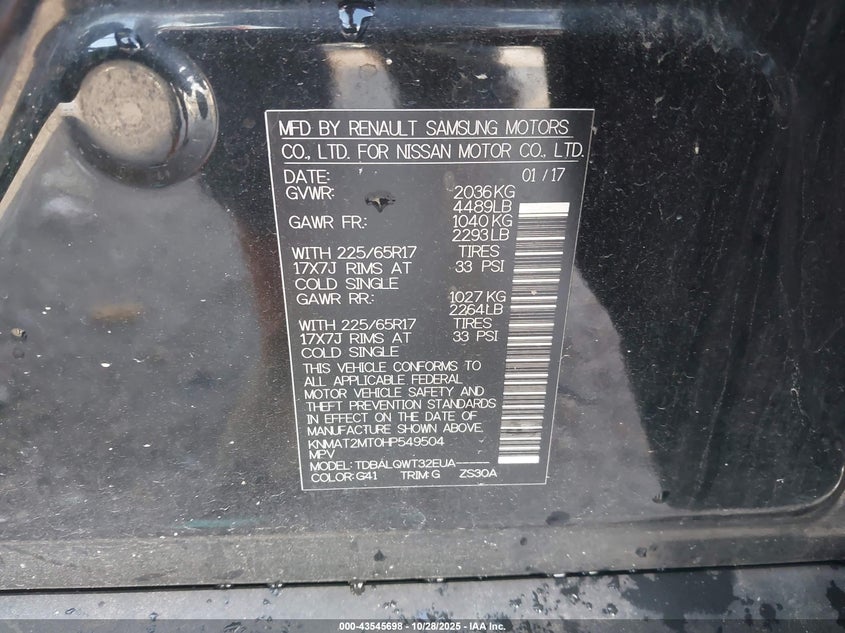 MFD BY RENAULT SAMSUNG MOTORS
CO., LTD. FOR NISSAN MOTOR CO., LTD.
DATE: 01 / 17
GVWR: 2036KG
4489LB
GAWR FR.: 1040 KG
2293LB
WITH 225/65R17 TIRES
17X7J RIMS AT 33 PSI
COLD SINGLE
GAWR RR.: 1027 KG
2264LB
WITH 225/65R17 TIRES
17X7J RIMS AT 33 PSI
COLD SINGLE
THIS VEHICLE CONFORMS TO
ALL APPLICABLE FEDERAL
MOTOR VEHICLE SAFETY AND
THEFT PREVENTION STANDARDS
IN EFFECT ON THE DATE OF
MANUFACTURE SHOWN ABOVE.
KNMAT2MT0HP549504
MPV
MODEL: TDBALQWT32EUA-----
COLOR:G41 TRIM:G ZS30A
000-43545698 - 10/28/2025 - IAA Inc.